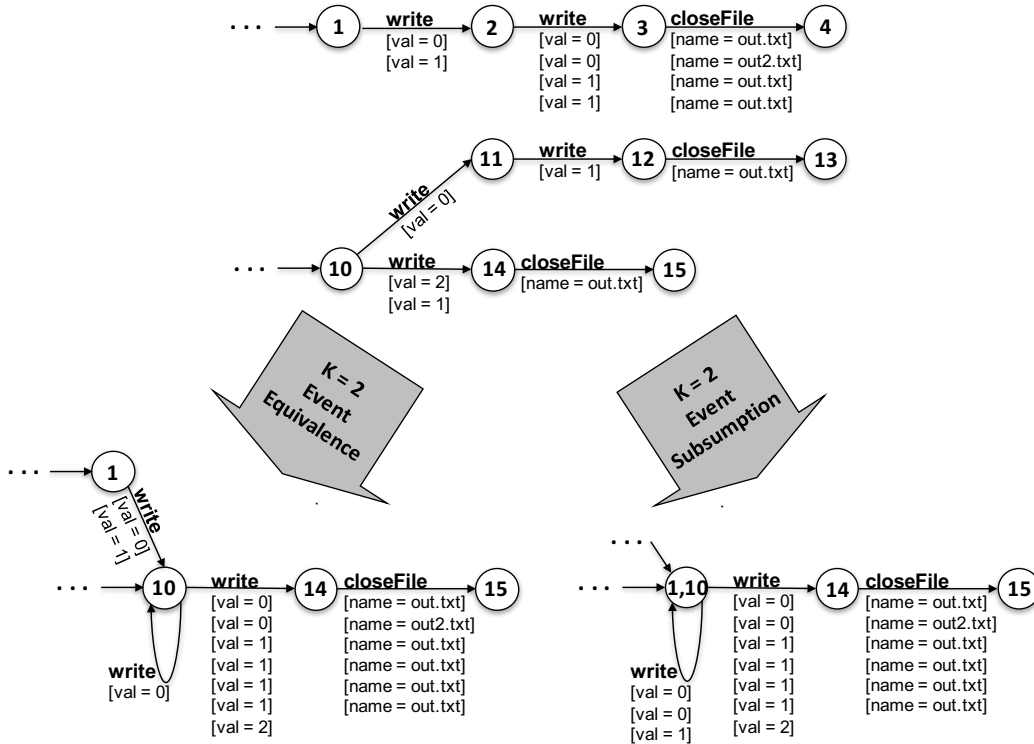 . . . 1 write 2 write 3 closeFile 4
[val = 0] [val = 0] [name = out.txt]
[val = 1] [val = 0] [name = out2.txt]
[val = 1] [name = out.txt]
[val = 1] [name = out.txt]
11 write 12 closeFile 13
[val = 1] [name = out.txt]
write
[val = 0]
. . . 10 write 14 closeFile 15
[val = 2] [name = out.txt]
[val = 1]
K = 2
Event
Equivalence
K = 2
Event
Subsumption
. . . 1
write
[val = 0]
[val = 1]
. . . 10 write 14 closeFile 15
[val = 0] [name = out.txt]
[val = 0] [name = out2.txt]
[val = 1] [name = out.txt]
[val = 1] [name = out.txt]
[val = 1] [name = out.txt]
[val = 1] [name = out.txt]
[val = 2]
write
[val = 0]
. . .
. . . 1,10 write 14 closeFile 15
[val = 0] [name = out.txt]
[val = 0] [name = out2.txt]
[val = 1] [name = out.txt]
[val = 1] [name = out.txt]
[val = 1] [name = out.txt]
[val = 1] [name = out.txt]
[val = 2]
write
[val = 0]
[val = 0]
[val = 1]